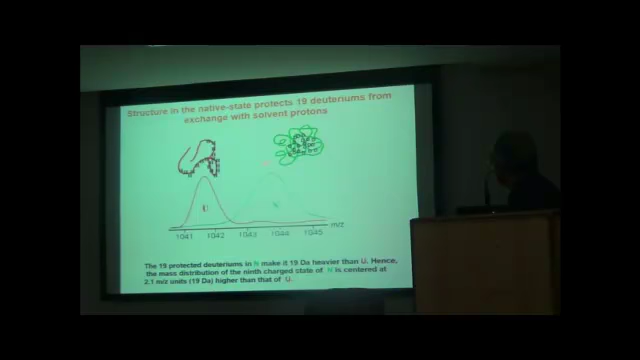 Structure in the native-state protects 19 deuteriums from
exchange with solvent protons
U
N
m/z
1041 1042 1043 1044 1045
The 19 protected deuteriums in N make it 19 Da heavier than U. Hence,
the mass distribution of the ninth charged state of N is centered at
2.1 m/z units (19 Da) higher than that of U.